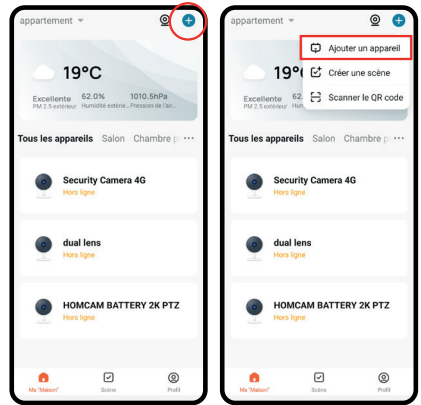 appartement
19°C
Excellente 62.0% 1010.5hPa
PM 2.5 extérieur Humidité extérie... Pression de l'air...
Tous les appareils Salon Chambre p ...
Security Camera 4G
Hors ligne
dual lens
Hors ligne
HOMCAM BATTERY 2K PTZ
Hors ligne
Ma "Maison" Scène Profil
appartement
Ajouter un appareil
Créer une scène
Scanner le QR code
19°
Excellente 62.
PM 2.5 extérieur Hum
Tous les appareils Salon Chambre p ...
Security Camera 4G
Hors ligne
dual lens
Hors ligne
HOMCAM BATTERY 2K PTZ
Hors ligne
Ma "Maison" Scène Profil